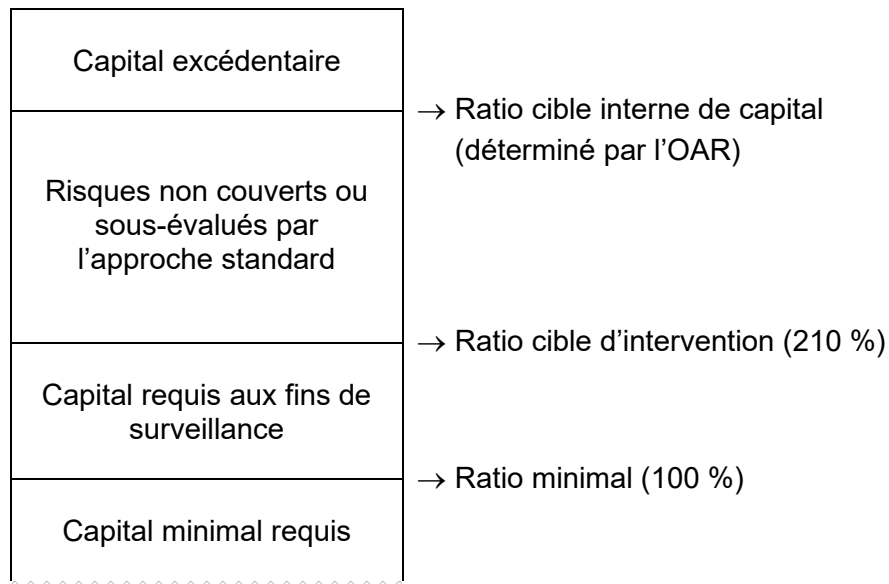 Capital excédentaire
→ Ratio cible interne de capital
(déterminé par l’OAR)
Risques non couverts ou
sous-évalués par
l’approche standard
→ Ratio cible d’intervention (210 %)
Capital requis aux fins de
surveillance
→ Ratio minimal (100 %)
Capital minimal requis